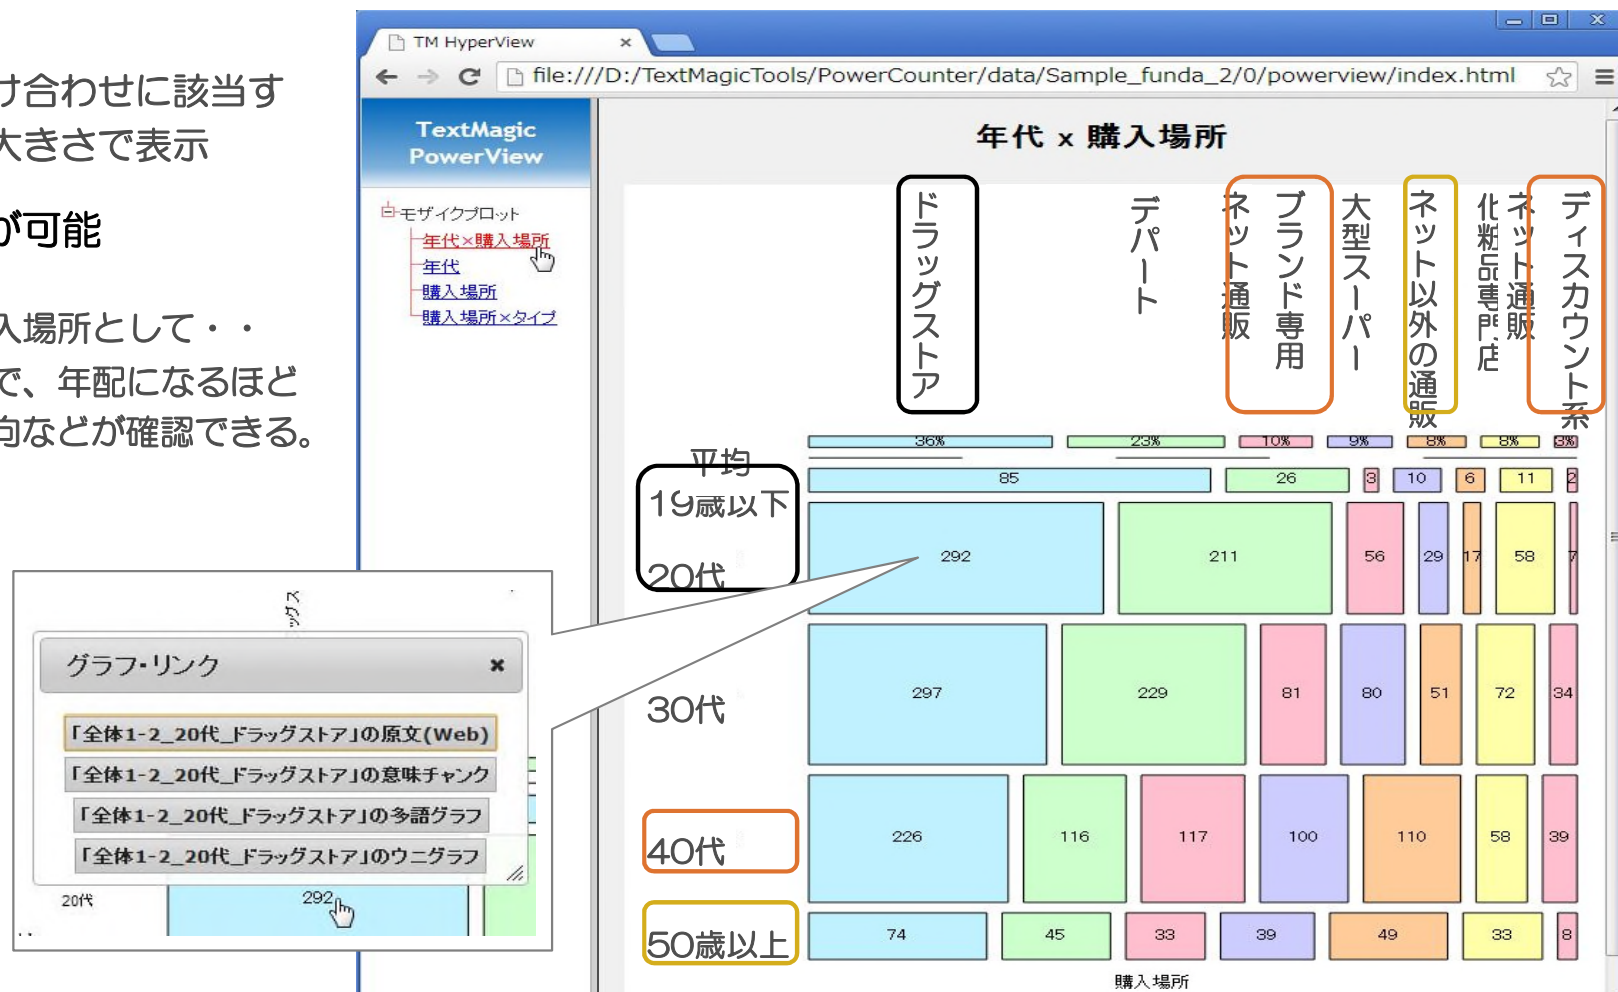 け合わせに該当す
大きさで表示
が可能
入場所として・・
で、年配になるほど
向などが確認できる。
TM HyperView
file:///D:/TextMagicTools/PowerCounter/data/Sample_funda_2/0/powerview/index.html
TextMagic
PowerView
モザイクプロット
年代×購入場所
年代
購入場所
購入場所×タイプ
年代 x 購入場所
ドラッグストア
デパート
ブランド専用
ネット通販
大型スーパー
ネット以外の通販
化粧品専門店
ネット通販
ディスカウント系
平均
36% 23% 10% 9% 8% 8% 3%
19歳以下
85 26 3 10 6 11 2
20代
292 211 56 29 17 58 7
30代
297 229 81 80 51 72 34
40代
226 116 117 100 110 58 39
50歳以上
74 45 33 39 49 33 8
購入場所
ッグス
グラフ・リンク
「全体1-2_20代_ドラッグストア」の原文(Web)
「全体1-2_20代_ドラッグストア」の意味チャンク
「全体1-2_20代_ドラッグストア」の多語グラフ
「全体1-2_20代_ドラッグストア」のウニグラフ
20代
292